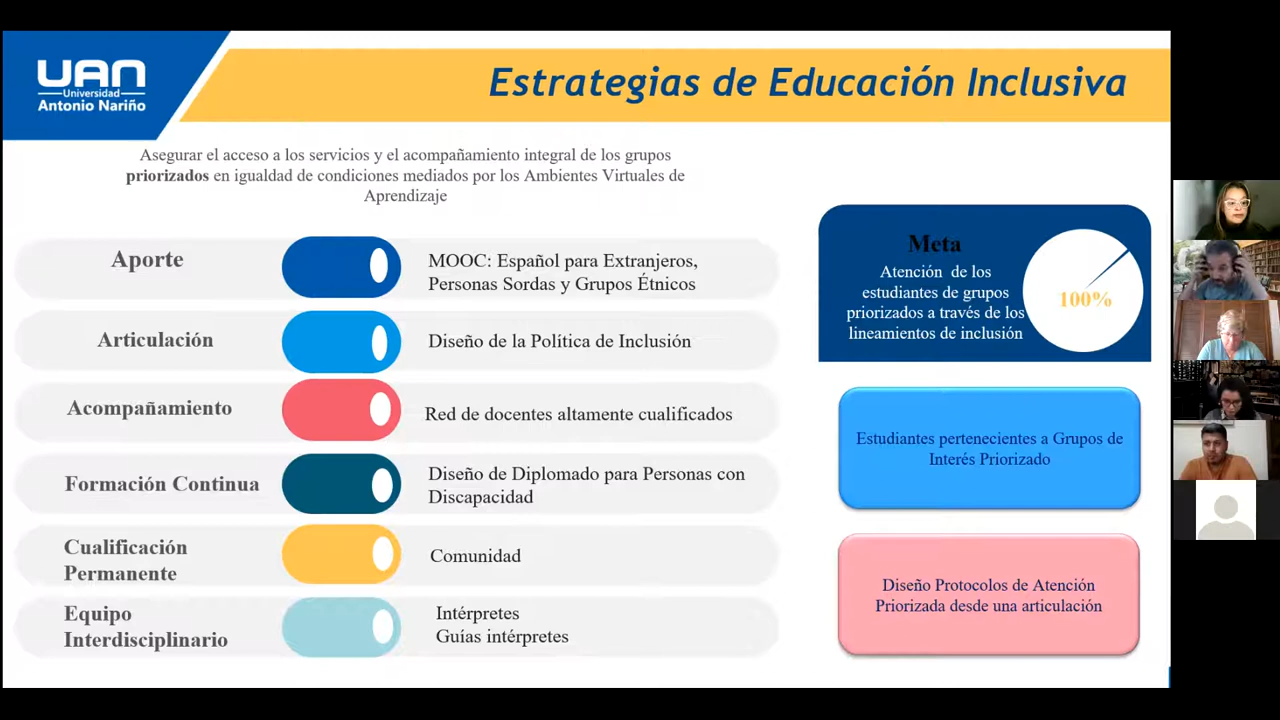 UAN
Universidad
Antonio Nariño
Estrategias de Educación Inclusiva
Asegurar el acceso a los servicios y el acompañamiento integral de los grupos
priorizados en igualdad de condiciones mediados por los Ambientes Virtuales de
Aprendizaje
Aporte
MOOC: Español para Extranjeros,
Personas Sordas y Grupos Étnicos
Articulación
Diseño de la Política de Inclusión
Acompañamiento
Red de docentes altamente cualificados
Formación Continua
Diseño de Diplomado para Personas con
Discapacidad
Cualificación
Permanente
Comunidad
Equipo
Interdisciplinario
Intérpretes
Guías intérpretes
Meta
Atención de los
estudiantes de grupos
priorizados a través de los
lineamientos de inclusión
100%
Estudiantes pertenecientes a Grupos de
Interés Priorizado
Diseño Protocolos de Atención
Priorizada desde una articulación